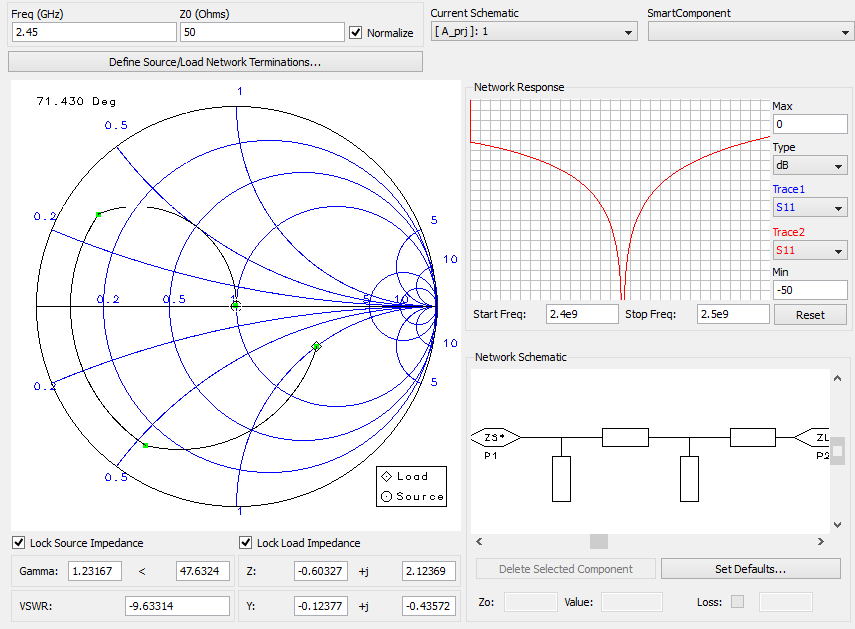 Freq (GHz)
Z0 (Ohms)
Current Schematic
SmartComponent
2.45
50
Normalize
[ A_prj ]: 1
Define Source/Load Network Terminations...
Network Response
71.430 Deg
1
0.5
0.2
5
10
0.2
0.5
1
5
10
10
5
0.2
0.5
1
Load
Source
Max
0
Type
dB
Trace1
S11
Trace2
S11
Min
-50
Start Freq:
2.4e9
Stop Freq:
2.5e9
Reset
Network Schematic
ZS*
P1
ZL
P2
Lock Source Impedance
Lock Load Impedance
Gamma:
1.23167
<
47.6324
Z:
-0.60327
+j
2.12369
VSWR:
-9.63314
Y:
-0.12377
+j
-0.43572
Delete Selected Component
Set Defaults...
Zo:
Value:
Loss: